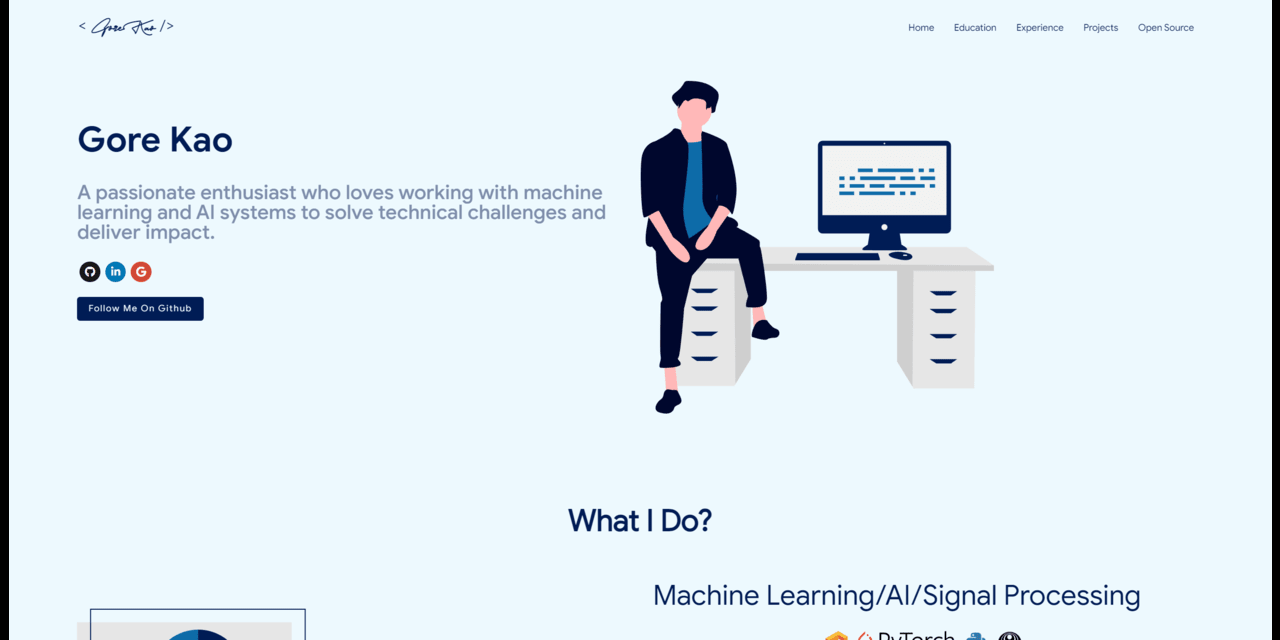 < Gore Kao />
Home Education Experience Projects Open Source
Gore Kao
A passionate enthusiast who loves working with machine
learning and AI systems to solve technical challenges and
deliver impact.
in G
Follow Me On Github
What I Do?
Machine Learning/AI/Signal Processing
PyTorch